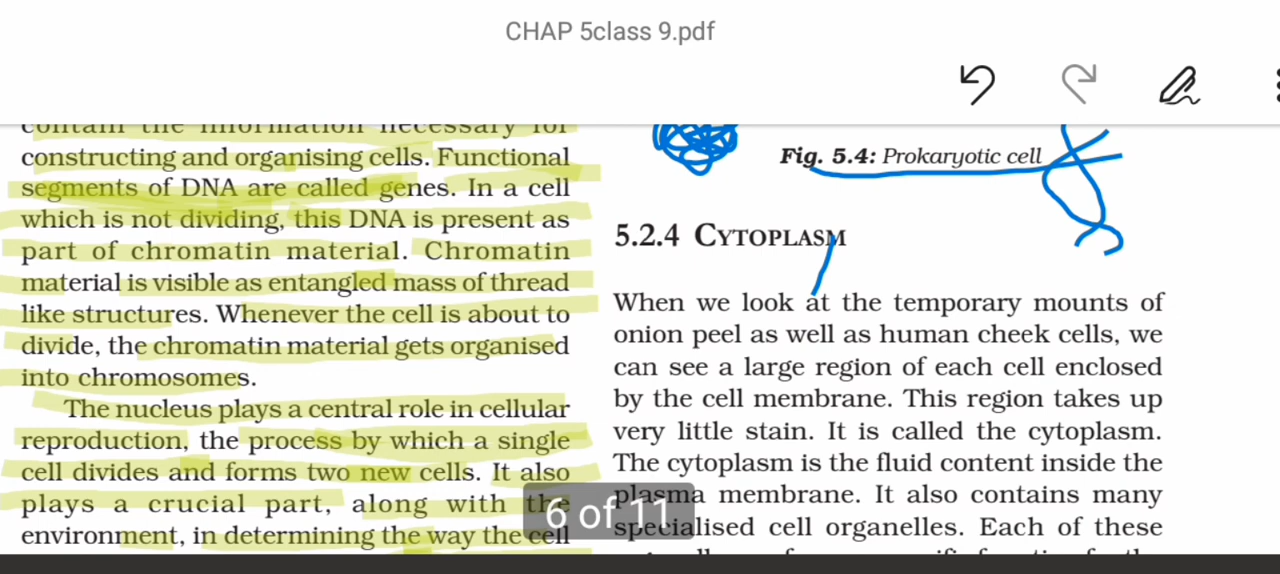 CHAP 5class 9.pdf
contain the information necessary for
constructing and organising cells. Functional
segments of DNA are called genes. In a cell
which is not dividing, this DNA is present as
part of chromatin material. Chromatin
material is visible as entangled mass of thread
like structures. Whenever the cell is about to
divide, the chromatin material gets organised
into chromosomes.
The nucleus plays a central role in cellular
reproduction, the process by which a single
cell divides and forms two new cells. It also
plays a crucial part, along with the
environment, in determining the way the cell
Fig. 5.4: Prokaryotic cell
5.2.4 CYTOPLASM
When we look at the temporary mounts of
onion peel as well as human cheek cells, we
can see a large region of each cell enclosed
by the cell membrane. This region takes up
very little stain. It is called the cytoplasm.
The cytoplasm is the fluid content inside the
plasma membrane. It also contains many
specialised cell organelles. Each of these
6 of 11